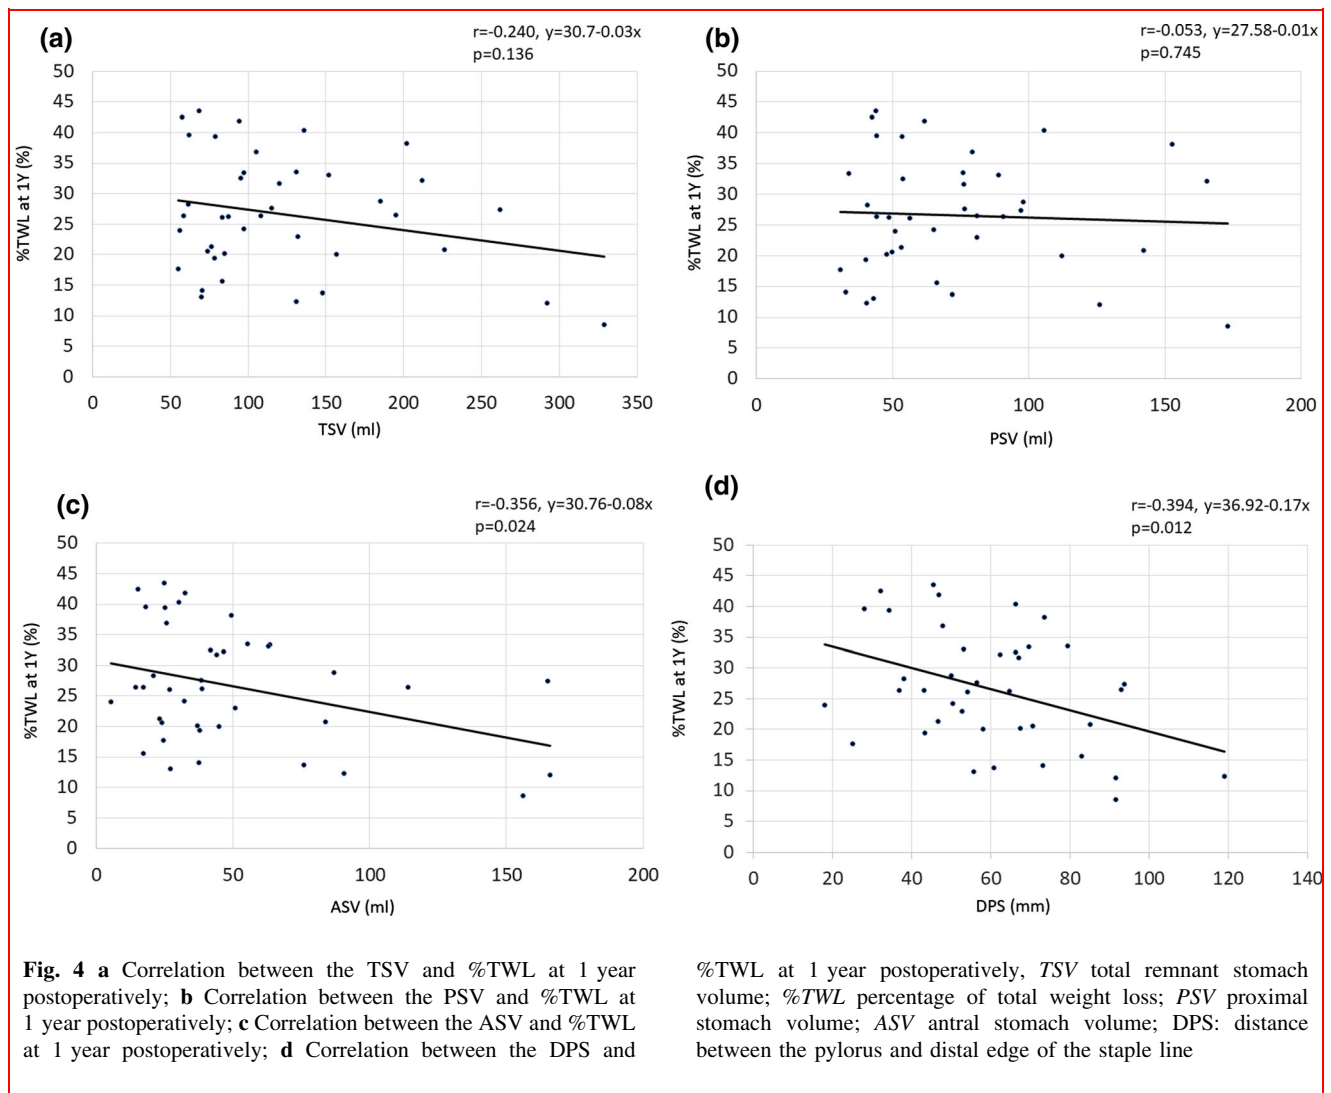 (a)
r=-0.240, y=30.7-0.03x
p=0.136
50
45
40
35
30
25
20
15
10
5
0
%TWL at 1Y (%)
0 50 100 150 200 250 300 350
TSV (ml)
(b)
r=-0.053, y=27.58-0.01x
p=0.745
50
45
40
35
30
25
20
15
10
5
0
%TWL at 1Y (%)
0 50 100 150 200
PSV (ml)
(c)
r=-0.356, y=30.76-0.08x
p=0.024
50
45
40
35
30
25
20
15
10
5
0
%TWL at 1Y (%)
0 50 100 150 200
ASV (ml)
(d)
r=-0.394, y=36.92-0.17x
p=0.012
50
45
40
35
30
25
20
15
10
5
0
%TWL at 1Y (%)
0 20 40 60 80 100 120 140
DPS (mm)
Fig. 4 a Correlation between the TSV and %TWL at 1 year
postoperatively; b Correlation between the PSV and %TWL at
1 year postoperatively; c Correlation between the ASV and %TWL
at 1 year postoperatively; d Correlation between the DPS and
%TWL at 1 year postoperatively, TSV total remnant stomach
volume; %TWL percentage of total weight loss; PSV proximal
stomach volume; ASV antral stomach volume; DPS: distance
between the pylorus and distal edge of the staple line